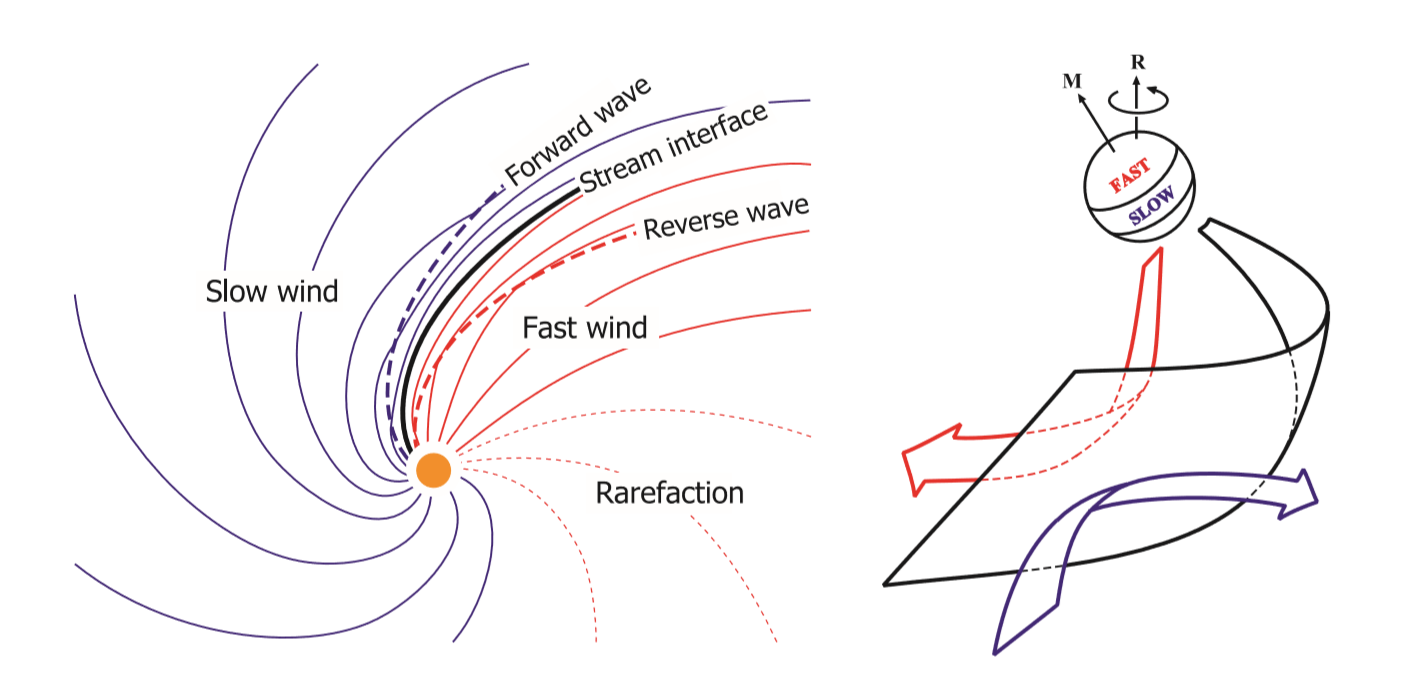 Forward wave
Stream interface
Reverse wave
Slow wind
Fast wind
Rarefaction
R
M
FAST
SLOW